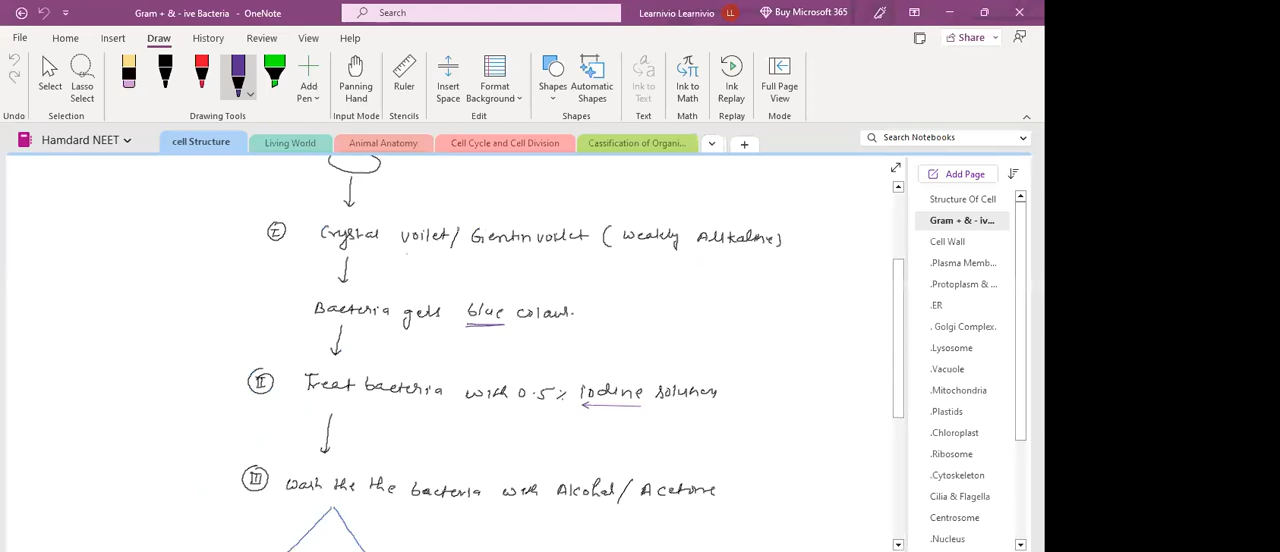 Gram + & - ive Bacteria - OneNote
Search
Learnivio Learnivio LL
Buy Microsoft 365
File Home Insert Draw History Review View Help
Share
Undo
Select
Lasso Select
Add Pen
Panning Hand
Ruler
Insert Space
Format Background
Shapes
Automatic Shapes
Ink to Text
Ink to Math
Ink Replay
Full Page View
Undo Selection Drawing Tools Input Mode Stencils Edit Shapes Text Math Replay Mode
Hamdard NEET
cell Structure Living World Animal Anatomy Cell Cycle and Cell Division Cassification of Organi...
Search Notebooks
Add Page
Structure Of Cell
Gram + & - iv...
Cell Wall
.Plasma Memb...
.Protoplasm & ...
.ER
. Golgi Complex.
.Lysosome
.Vacuole
.Mitochondria
.Plastids
.Chloroplast
.Ribosome
.Cytoskeleton
Cilia & Flagella
Centrosome
.Nucleus
I Crystal voilet/ Gentinvoilet ( weakly Alkaline)
Bacteria gets blue colour.
II Treat bacteria with 0.5% iodine solution
III Wash the the bacteria with Alcohol/ Acetone